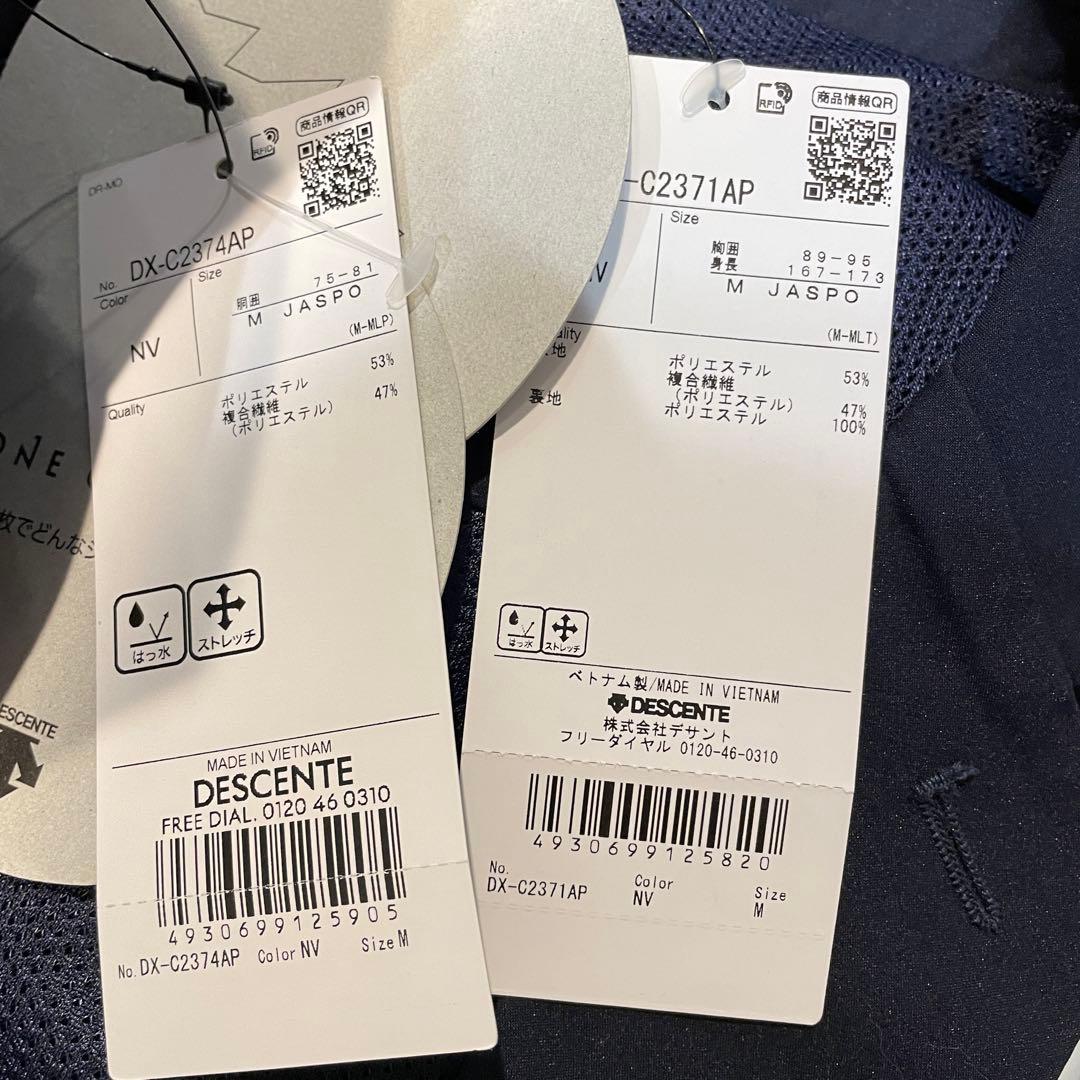 DR-MO
RFID
商品情報QR
No. DX-C2374AP
Color
Size
NV
胴囲 75-81
M JASPO
(M-MLP)
Quality
ポリエステル 53%
複合繊維
(ポリエステル) 47%
はっ水
ストレッチ
MADE IN VIETNAM
DESCENTE
FREE DIAL. 0120 46 0310
4930699125905
No. DX-C2374AP Color NV Size M
RFID
商品情報QR
-C2371AP
Size
NV
胸囲 89-95
身長 167-173
M JASPO
(M-MLT)
ality
地
ポリエステル 53%
複合繊維
(ポリエステル) 47%
裏地 ポリエステル 100%
はっ水
ストレッチ
ベトナム製/MADE IN VIETNAM
DESCENTE
株式会社デサント
フリーダイヤル 0120-46-0310
4930699125820
No.
DX-C2371AP
Color
NV
Size
M
ONE
枚でどんなシ
ESCENTE